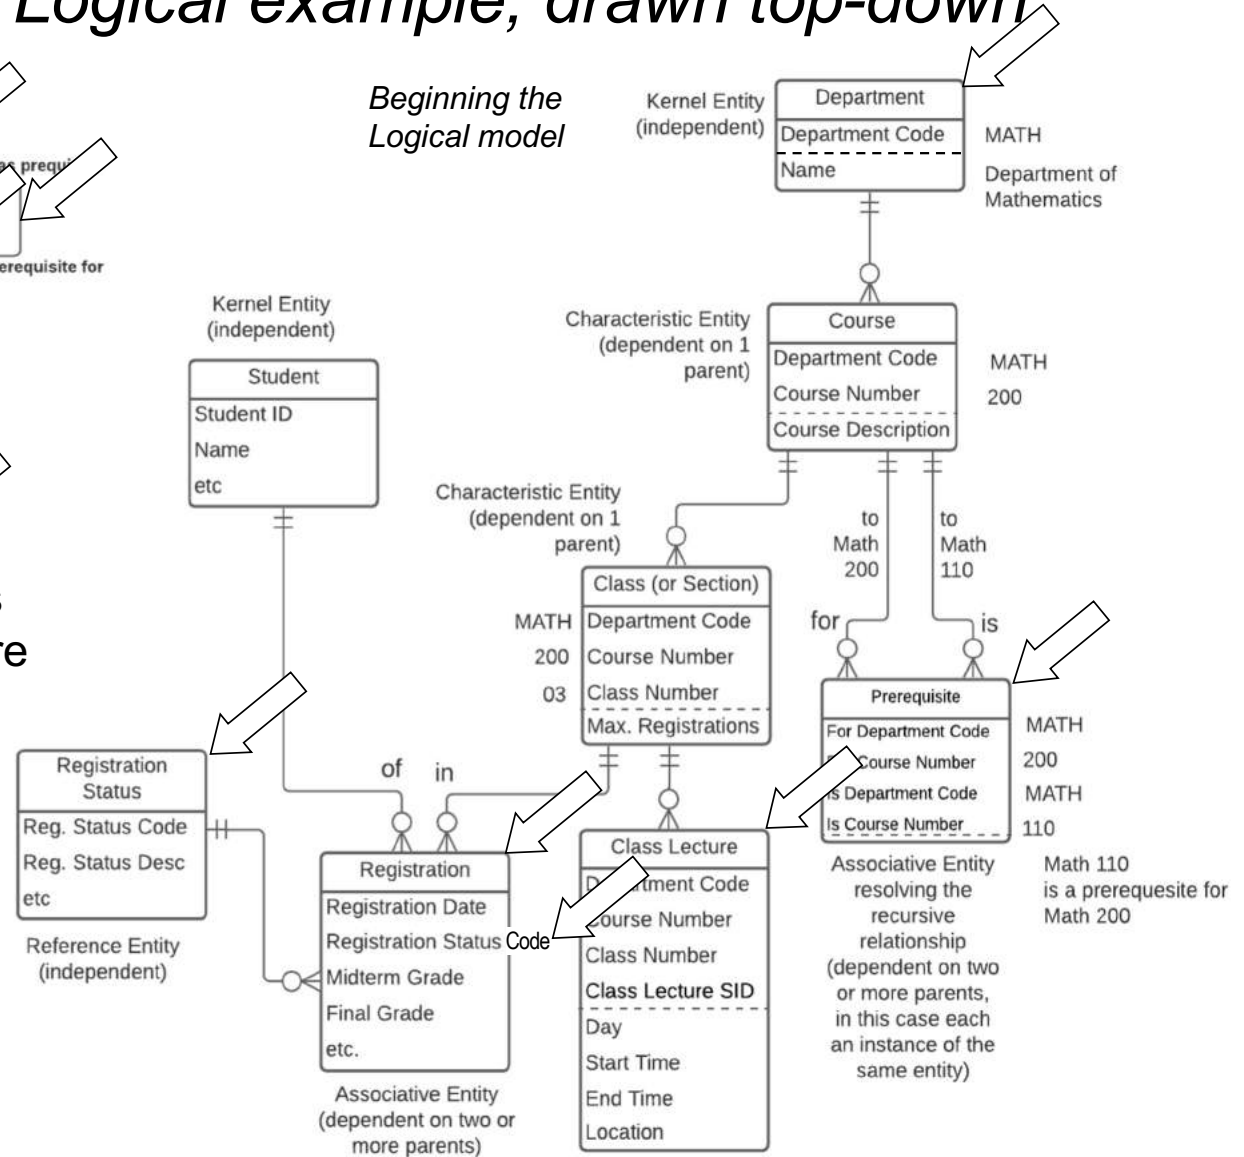 Logical example, drawn top-down
Beginning the
Logical model
Kernel Entity
(independent)
Department
Department Code
Name
MATH
Department of
Mathematics
erequisite for
Kernel Entity
(independent)
Student
Student ID
Name
etc
Characteristic Entity
(dependent on 1
parent)
Course
Department Code
Course Number
Course Description
MATH
200
Characteristic Entity
(dependent on 1
parent)
to
Math
200
to
Math
110
Class (or Section)
Department Code
Course Number
Class Number
Max. Registrations
MATH
200
03
for
is
Prerequisite
For Department Code
Course Number
Is Department Code
Is Course Number
MATH
200
MATH
110
Associative Entity
resolving the
recursive
relationship
(dependent on two
or more parents,
in this case each
an instance of the
same entity)
Math 110
is a prerequesite for
Math 200
Registration
Status
Reg. Status Code
Reg. Status Desc
etc
Reference Entity
(independent)
of
in
Registration
Registration Date
Registration Status Code
Midterm Grade
Final Grade
etc.
Associative Entity
(dependent on two or
more parents)
Class Lecture
Department Code
Course Number
Class Number
Class Lecture SID
Day
Start Time
End Time
Location